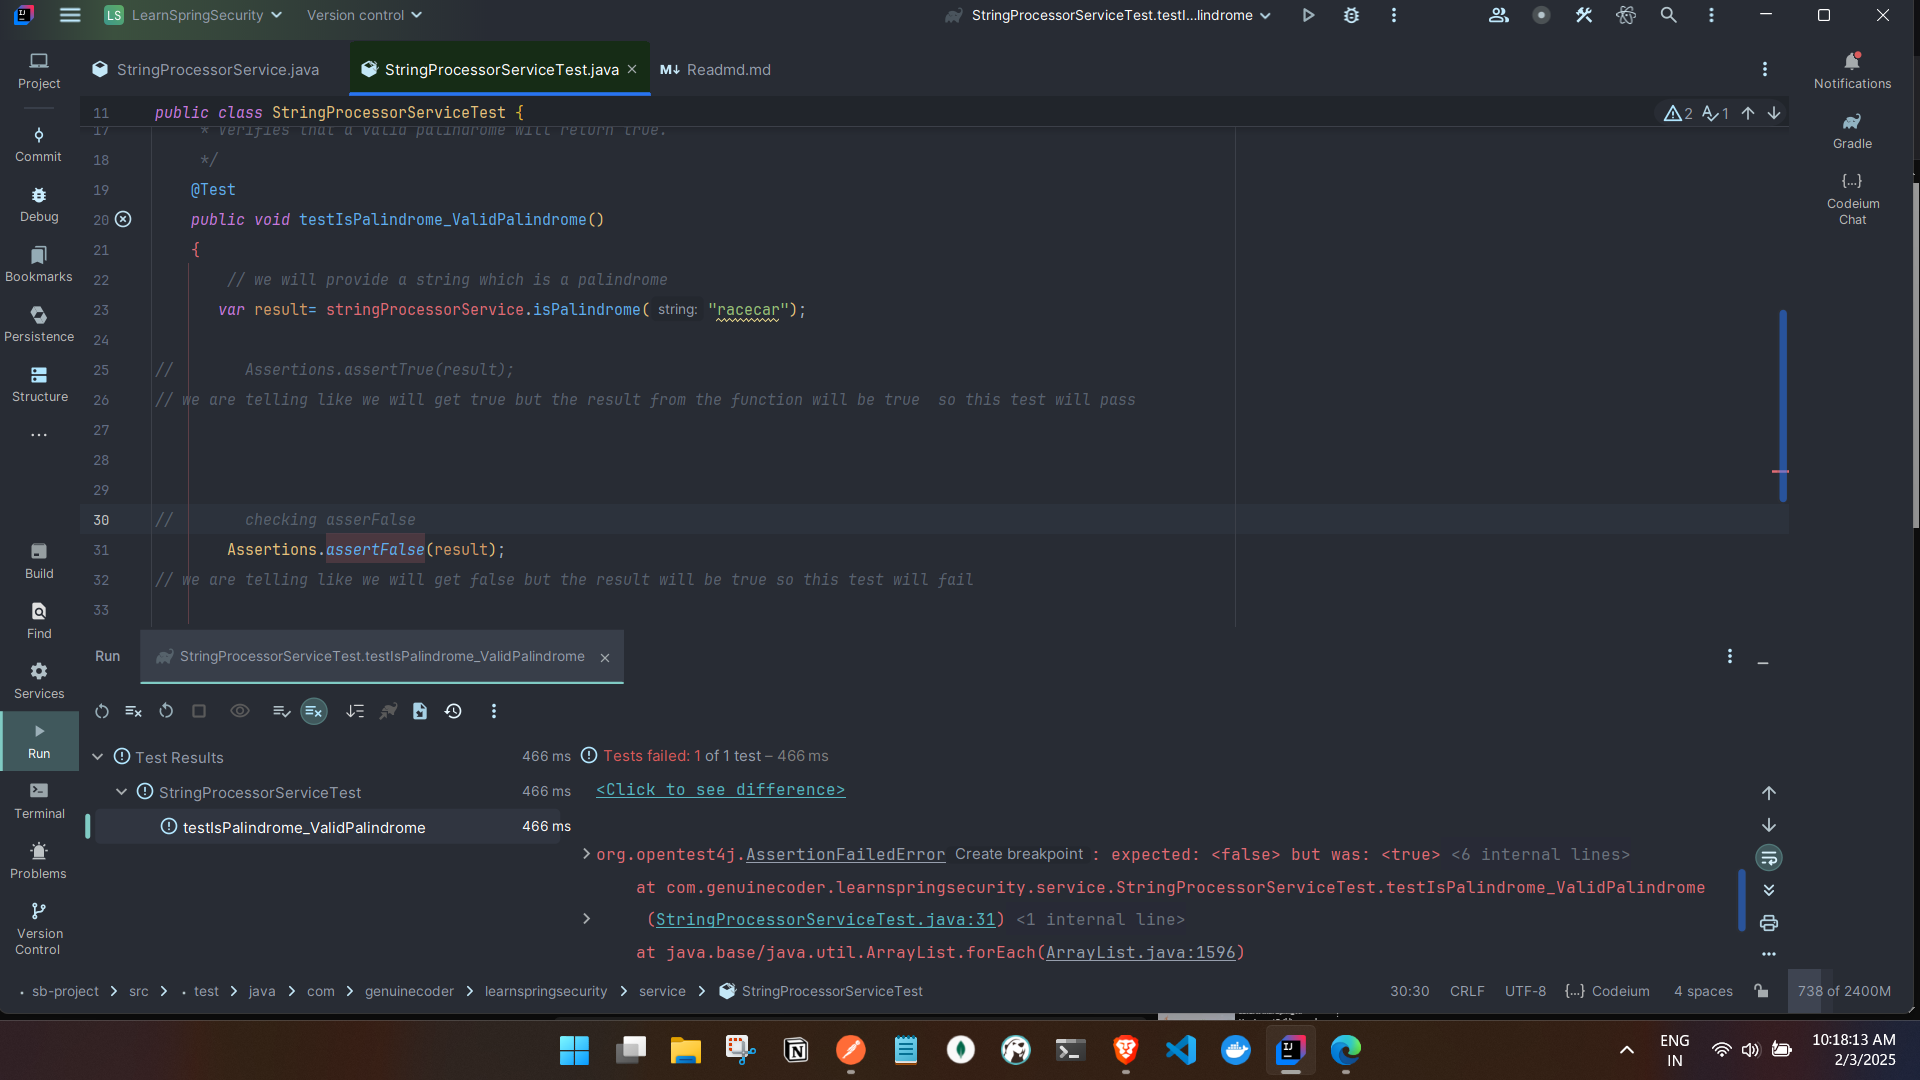 LS LearnSpringSecurity Version control StringProcessorServiceTest.testI...lindrome
Project
Commit
Debug
Bookmarks
Persistence
Structure
Build
Find
Services
Run
Terminal
Problems
Version
Control
StringProcessorService.java StringProcessorServiceTest.java Readmd.md
11 public class StringProcessorServiceTest { 2 1
17 * Verifies that a valid palindrome will return true.
18 */
19 @Test
20 public void testIsPalindrome_ValidPalindrome()
21 {
22 // we will provide a string which is a palindrome
23 var result= stringProcessorService.isPalindrome( string: "racecar");
24
25 // Assertions.assertTrue(result);
26 // we are telling like we will get true but the result from the function will be true so this test will pass
27
28
29
30 // checking asserFalse
31 Assertions.assertFalse(result);
32 // we are telling like we will get false but the result will be true so this test will fail
33
Notifications
Gradle
{...}
Codeium
Chat
Run StringProcessorServiceTest.testIsPalindrome_ValidPalindrome
Test Results 466 ms
StringProcessorServiceTest 466 ms
testIsPalindrome_ValidPalindrome 466 ms
Tests failed: 1 of 1 test – 466 ms
<Click to see difference>
org.opentest4j.AssertionFailedError Create breakpoint : expected: <false> but was: <true> <6 internal lines>
at com.genuinecoder.learnspringsecurity.service.StringProcessorServiceTest.testIsPalindrome_ValidPalindrome
(StringProcessorServiceTest.java:31) <1 internal line>
at java.base/java.util.ArrayList.forEach(ArrayList.java:1596)
sb-project > src > test > java > com > genuinecoder > learnspringsecurity > service > StringProcessorServiceTest 30:30 CRLF UTF-8 {...} Codeium 4 spaces 738 of 2400M
ENG
IN
10:18:13 AM
2/3/2025